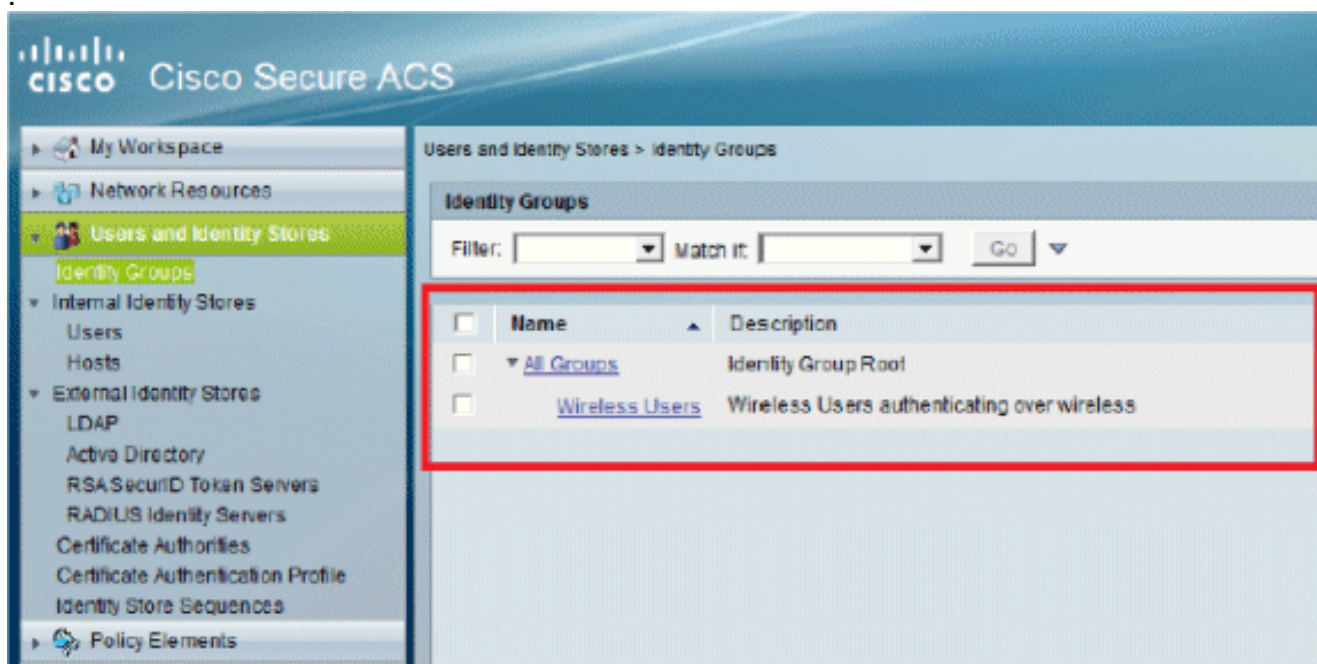 .
CISCO Cisco Secure ACS
My Workspace
Network Resources
Users and Identity Stores
Identity Groups
Internal Identity Stores
Users
Hosts
External Identity Stores
LDAP
Active Directory
RSA SecurID Token Servers
RADIUS Identity Servers
Certificate Authorities
Certificate Authentication Profile
Identity Store Sequences
Policy Elements
Users and Identity Stores > Identity Groups
Identity Groups
Filter: Match if: Go
Name Description
All Groups Identity Group Root
Wireless Users Wireless Users authenticating over wireless